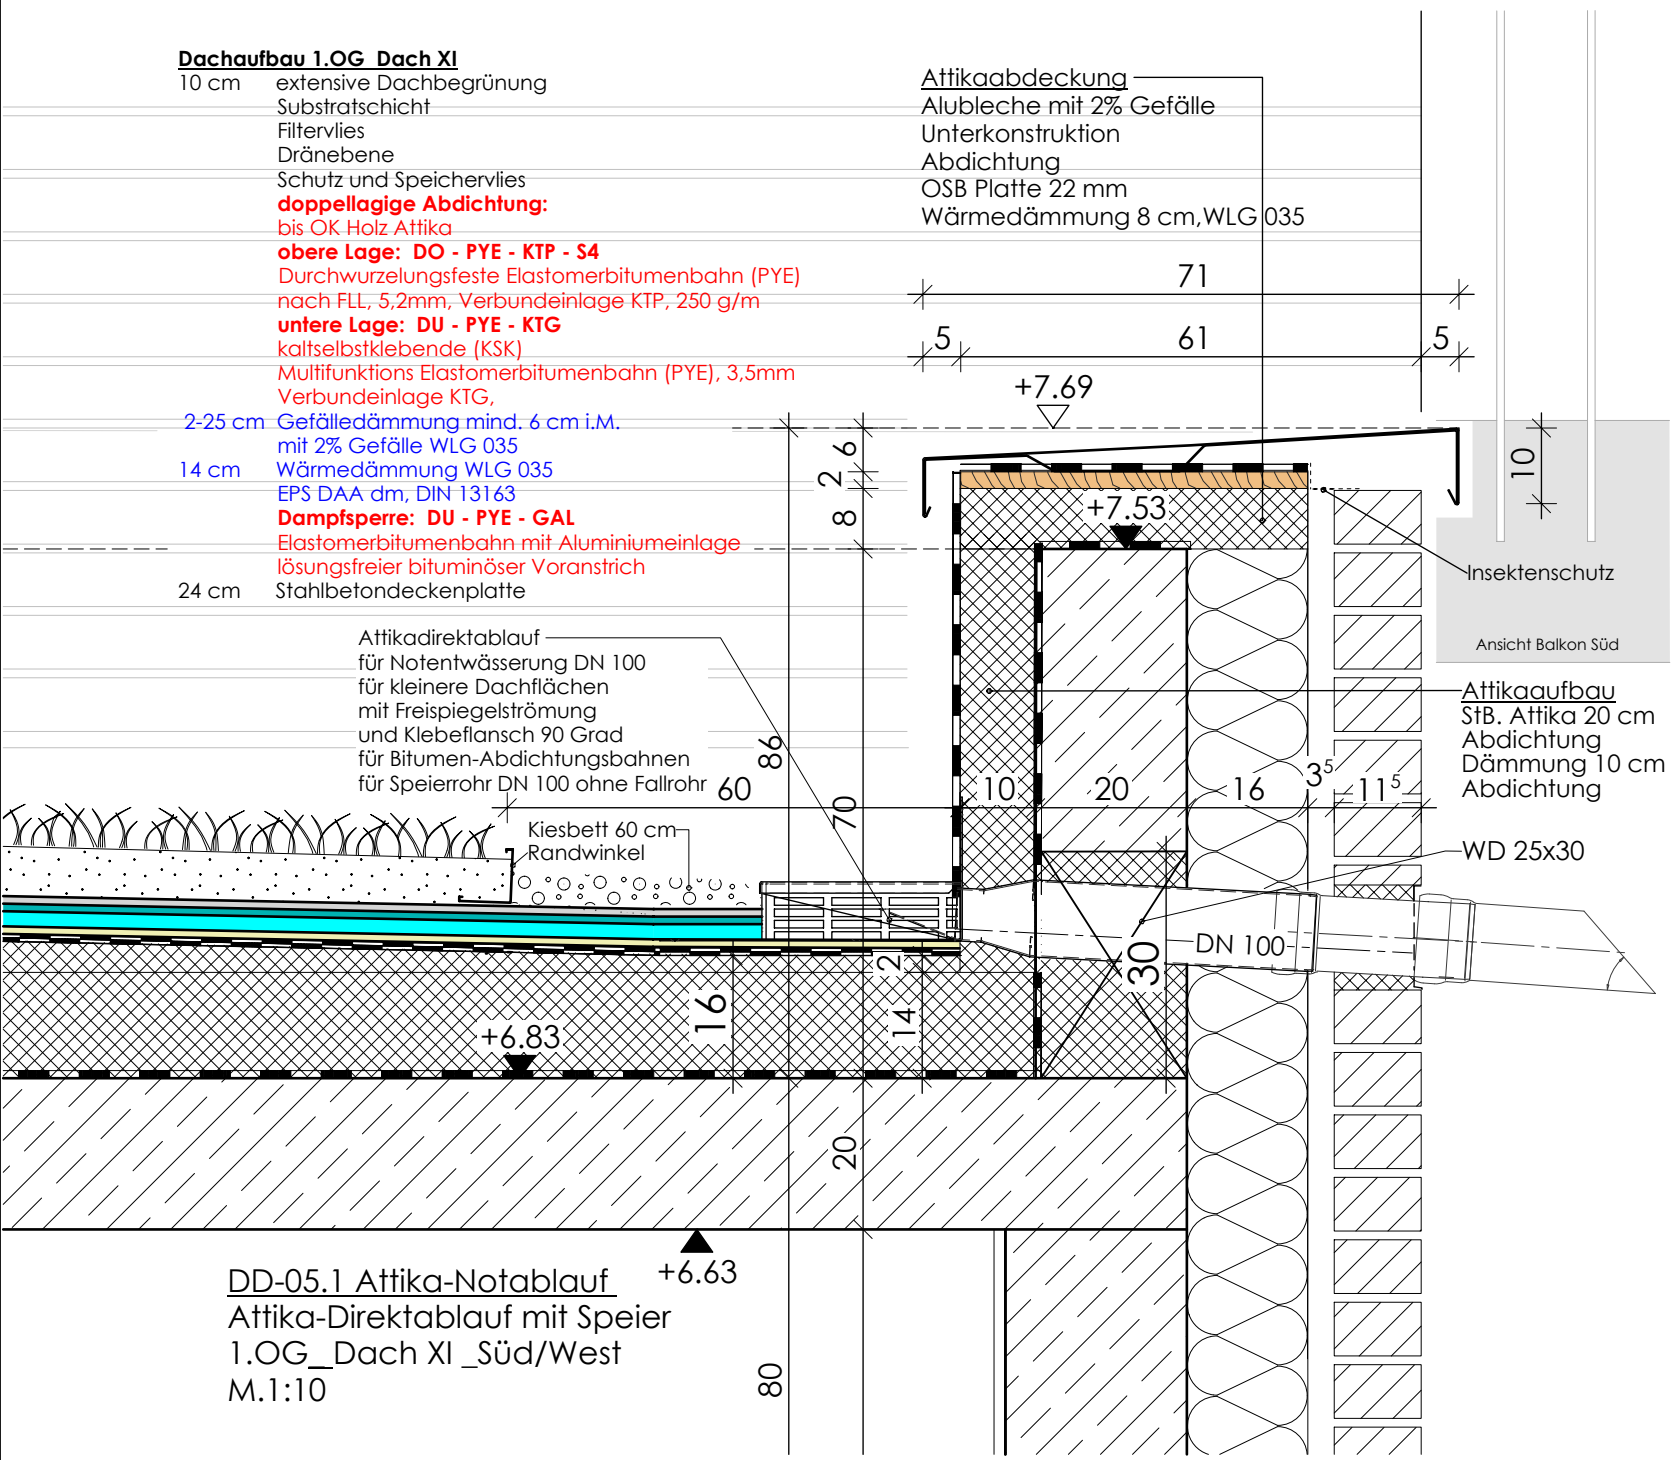 Dachaufbau 1.OG Dach XI
10 cm extensive Dachbegrünung
Substratschicht
Filtervlies
Dränebene
Schutz und Speichervlies
doppellagige Abdichtung:
bis OK Holz Attika
obere Lage: DO - PYE - KTP - S4
Durchwurzelungsfeste Elastomerbitumenbahn (PYE)
nach FLL, 5,2mm, Verbundeinlage KTP, 250 g/m
untere Lage: DU - PYE - KTG
kaltselbstklebende (KSK)
Multifunktions Elastomerbitumenbahn (PYE), 3,5mm
Verbundeinlage KTG,
2-25 cm Gefälledämmung mind. 6 cm i.M.
mit 2% Gefälle WLG 035
14 cm Wärmedämmung WLG 035
EPS DAA dm, DIN 13163
Dampfsperre: DU - PYE - GAL
Elastomerbitumenbahn mit Aluminiumeinlage
lösungsfreier bituminöser Voranstrich
24 cm Stahlbetondeckenplatte
Attikaabdeckung
Alubleche mit 2% Gefälle
Unterkonstruktion
Abdichtung
OSB Platte 22 mm
Wärmedämmung 8 cm,WLG 035
71
5 61 5
+7.69
6
2
8
10
+7.53
Insektenschutz
Ansicht Balkon Süd
Attikadirektablauf
für Notentwässerung DN 100
für kleinere Dachflächen
mit Freispiegelströmung
und Klebeflansch 90 Grad
für Bitumen-Abdichtungsbahnen
für Speierrohr DN 100 ohne Fallrohr
Attikaaufbau
StB. Attika 20 cm
Abdichtung
Dämmung 10 cm
Abdichtung
86
60 10 20 16 3⁵ 11⁵
70
Kiesbett 60 cm
Randwinkel
WD 25x30
DN 100
30
2
16
14
+6.83
20
+6.63
80
DD-05.1 Attika-Notablauf
Attika-Direktablauf mit Speier
1.OG_Dach XI _Süd/West
M.1:10